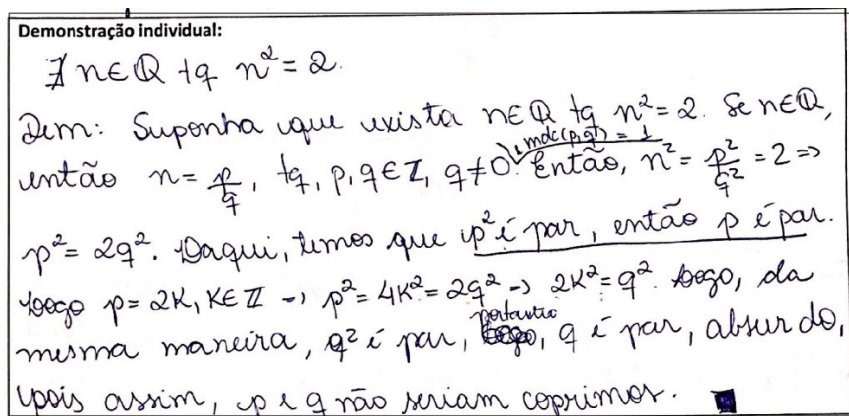 Demonstração individual:
∄ n∈ℚ tq n² = 2.
Dem: Suponha que exista n∈ℚ tq n² = 2. Se n∈ℚ,
então n = p/q, tq, p,q∈ℤ, q≠0, mdc(p,q) = 1. Então, n² = p²/q² = 2 =>
p² = 2q². Daqui, temos que p² é par, então p é par.
Logo p = 2K, K∈ℤ -> p² = 4K² = 2q² -> 2K² = q². Logo, da
mesma maneira, q² é par, portanto, q é par, absurdo,
pois assim, p e q não seriam coprimos. ■